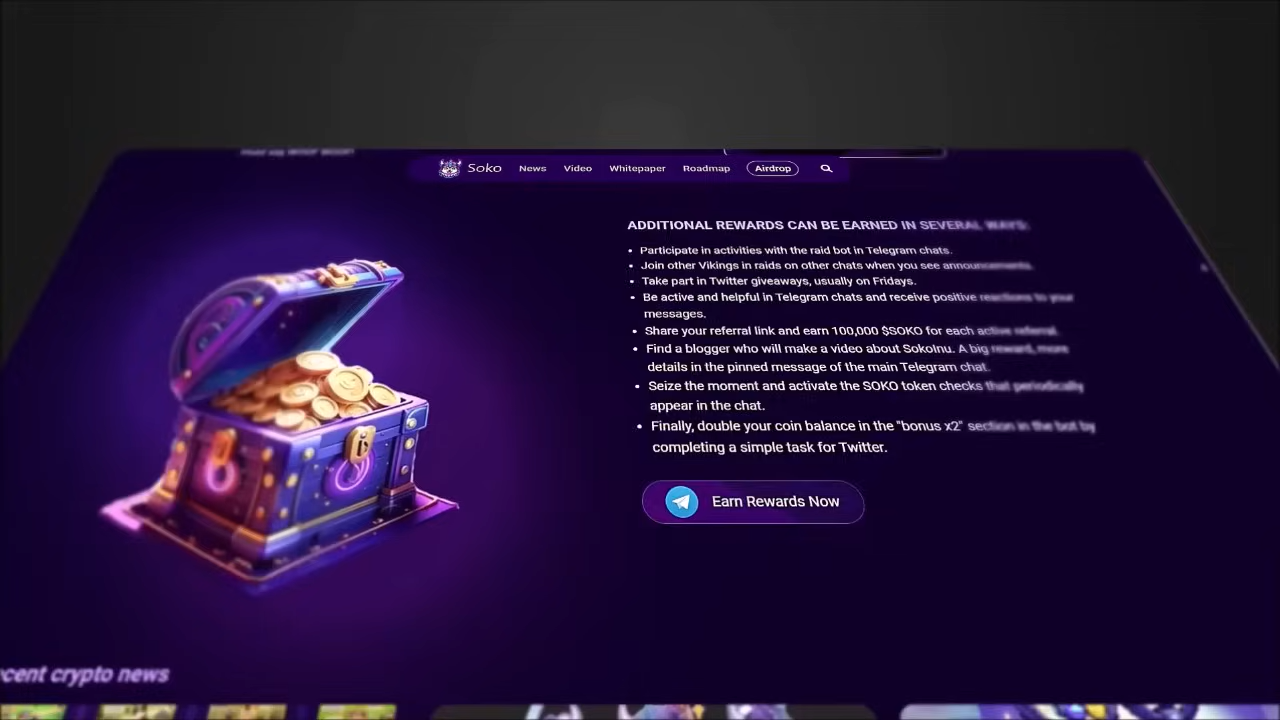 Soko News Video Whitepaper Roadmap Airdrop
ADDITIONAL REWARDS CAN BE EARNED IN SEVERAL WAYS:
• Participate in activities with the raid bot in Telegram chats.
• Join other Vikings in raids on other chats when you see announcements.
• Take part in Twitter giveaways, usually on Fridays.
• Be active and helpful in Telegram chats and receive positive reactions to your
messages.
• Share your referral link and earn 100,000 $SOKO for each active referral.
• Find a blogger who will make a video about SokoInu. A big reward, more
details in the pinned message of the main Telegram chat.
• Seize the moment and activate the SOKO token checks that periodically
appear in the chat.
• Finally, double your coin balance in the "bonus x2" section in the bot by
completing a simple task for Twitter.
Earn Rewards Now
crypto news